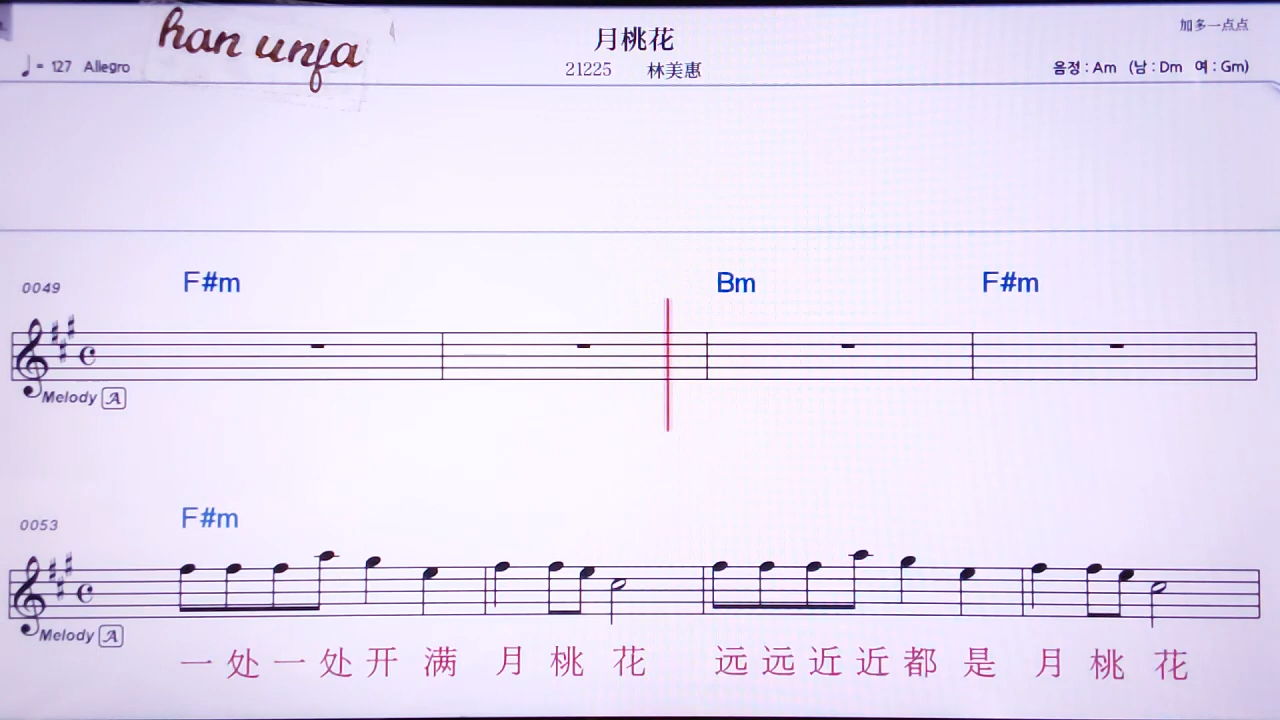 han unfa
月桃花
加多一点点
♩= 127 Allegro
21225 林美惠
음정 : Am (남 : Dm 여 : Gm)
0049
F#m Bm F#m
Melody A
0053
F#m
Melody A
一处一处开满月桃花 远远近近都是月桃花